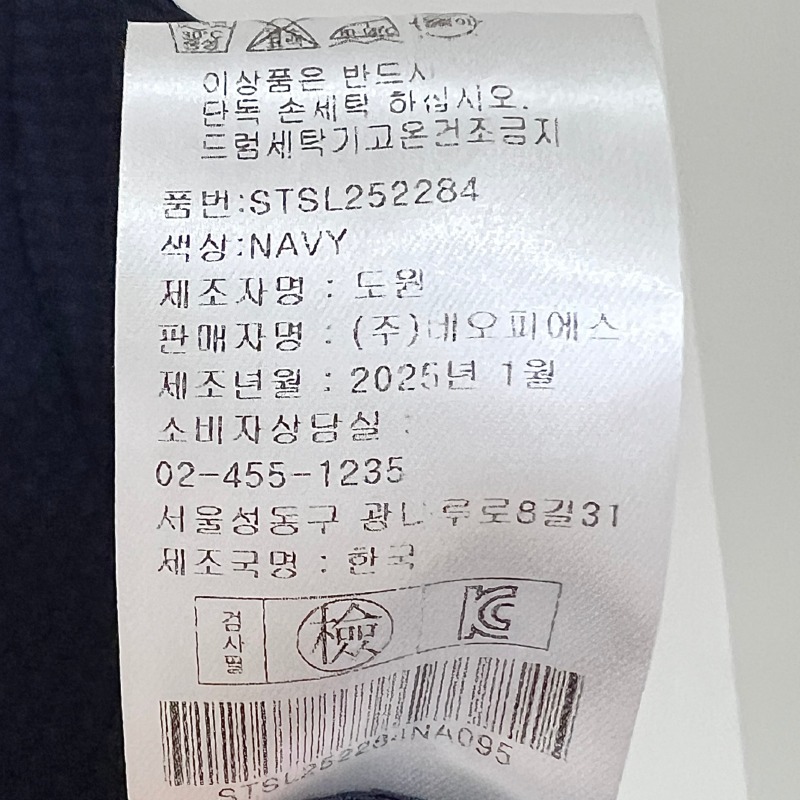 30°C
이상품은 반드시
단독 손세탁 하십시오.
드럼세탁기고온건조금지
품번:STSL252284
색상:NAVY
제조자명 : 도원
판매자명 : (주)네오피에스
제조년월 : 2025년 1월
소비자상담실 :
02-455-1235
서울성동구 광나루로8길31
제조국명 : 한국
검사필 檢 KC
STSL252284NA095